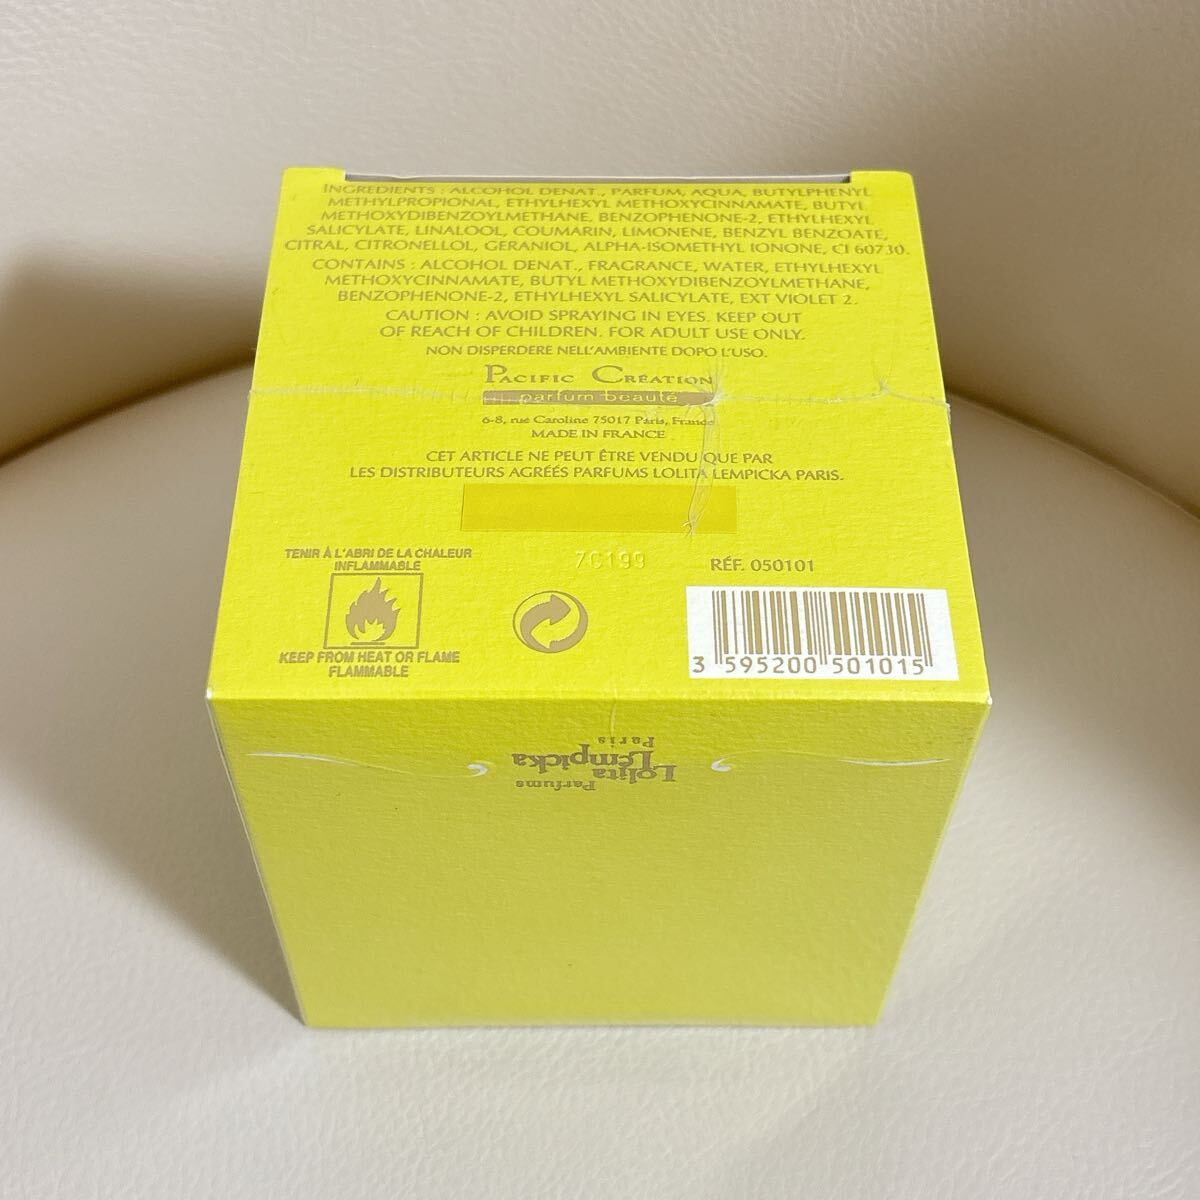 INGREDIENTS : ALCOHOL DENAT., PARFUM, AQUA, BUTYLPHENYL
METHYLPROPIONAL, ETHYLHEXYL METHOXYCINNAMATE, BUTYL
METHOXYDIBENZOYLMETHANE, BENZOPHENONE-2, ETHYLHEXYL
SALICYLATE, LINALOOL, COUMARIN, LIMONENE, BENZYL BENZOATE,
CITRAL, CITRONELLOL, GERANIOL, ALPHA-ISOMETHYL IONONE, CI 60730.
CONTAINS : ALCOHOL DENAT., FRAGRANCE, WATER, ETHYLHEXYL
METHOXYCINNAMATE, BUTYL METHOXYDIBENZOYLMETHANE,
BENZOPHENONE-2, ETHYLHEXYL SALICYLATE, EXT VIOLET 2.
CAUTION : AVOID SPRAYING IN EYES. KEEP OUT
OF REACH OF CHILDREN. FOR ADULT USE ONLY.
NON DISPERDERE NELL'AMBIENTE DOPO L'USO.
PACIFIC CRÉATION
parfum beauté
6-8, rue Caroline 75017 Paris, France
MADE IN FRANCE
CET ARTICLE NE PEUT ÊTRE VENDU QUE PAR
LES DISTRIBUTEURS AGRÉÉS PARFUMS LOLITA LEMPICKA PARIS.
TENIR À L'ABRI DE LA CHALEUR
INFLAMMABLE
KEEP FROM HEAT OR FLAME
FLAMMABLE
7C199
RÉF. 050101
3 595200 501015
Parfums
Lolita
Lempicka
Paris